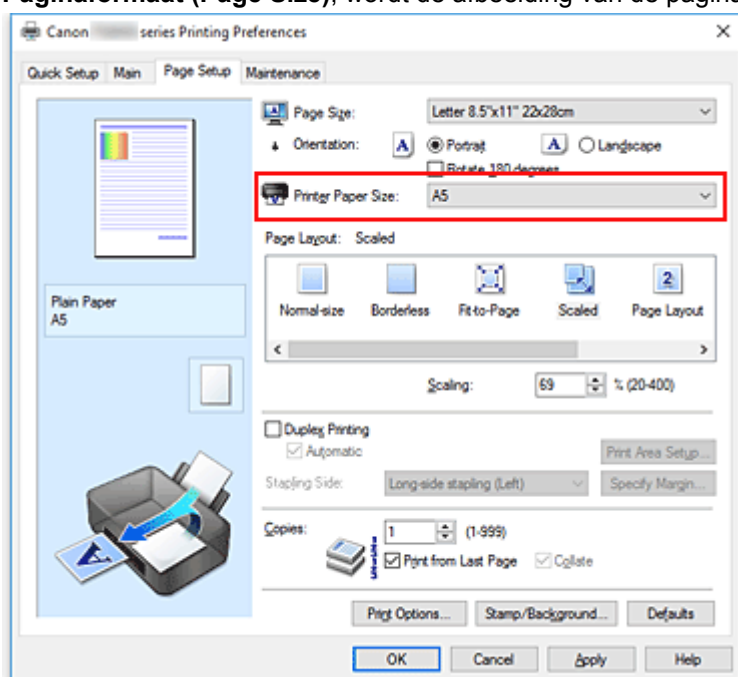 Paginaformaat (Page Size), wordt de afbeelding van de pagina
Canon series Printing Preferences
Quick Setup Main Page Setup Maintenance
Page Size: Letter 8.5"x11" 22x28cm
Orientation: A Portrait A Landscape
Rotate 180 degrees
Printer Paper Size: A5
Page Layout: Scaled
Normal-size Borderless Fit-to-Page Scaled Page Layout
Plain Paper
A5
Scaling: 69 % (20-400)
Duplex Printing
Automatic
Print Area Setup...
Stapling Side: Long-side stapling (Left) Specify Margin...
Copies: 1 (1-999)
Print from Last Page Collate
Print Options... Stamp/Background... Defaults
OK Cancel Apply Help